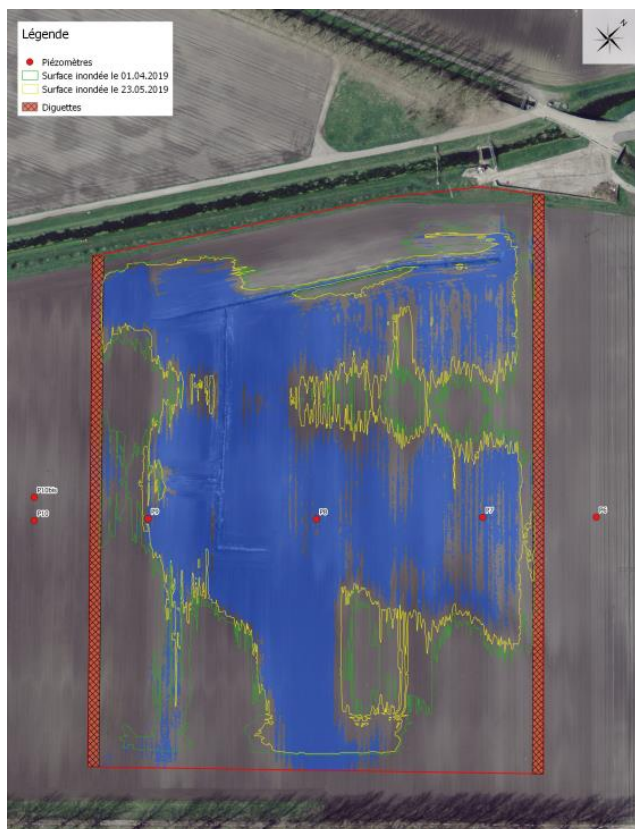 Légende
N
Piézomètres
Surface inondée le 01.04.2019
Surface inondée le 23.05.2019
Diguettes
P10bis
P10
P9
P8
P7
P6